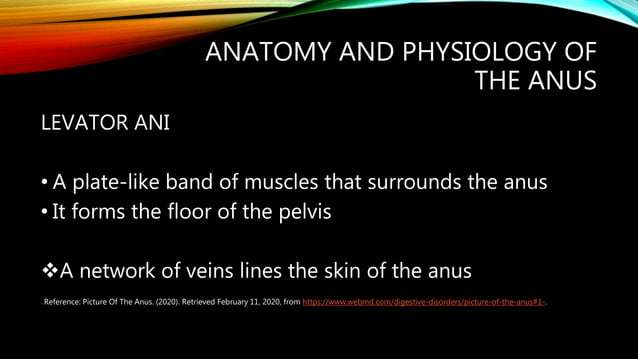 ANATOMY AND PHYSIOLOGY OF
THE ANUS
LEVATOR ANI
• A plate-like band of muscles that surrounds the anus
• It forms the floor of the pelvis
❖A network of veins lines the skin of the anus
Reference: Picture Of The Anus. (2020). Retrieved February 11, 2020, from https://www.webmd.com/digestive-disorders/picture-of-the-anus#1-.